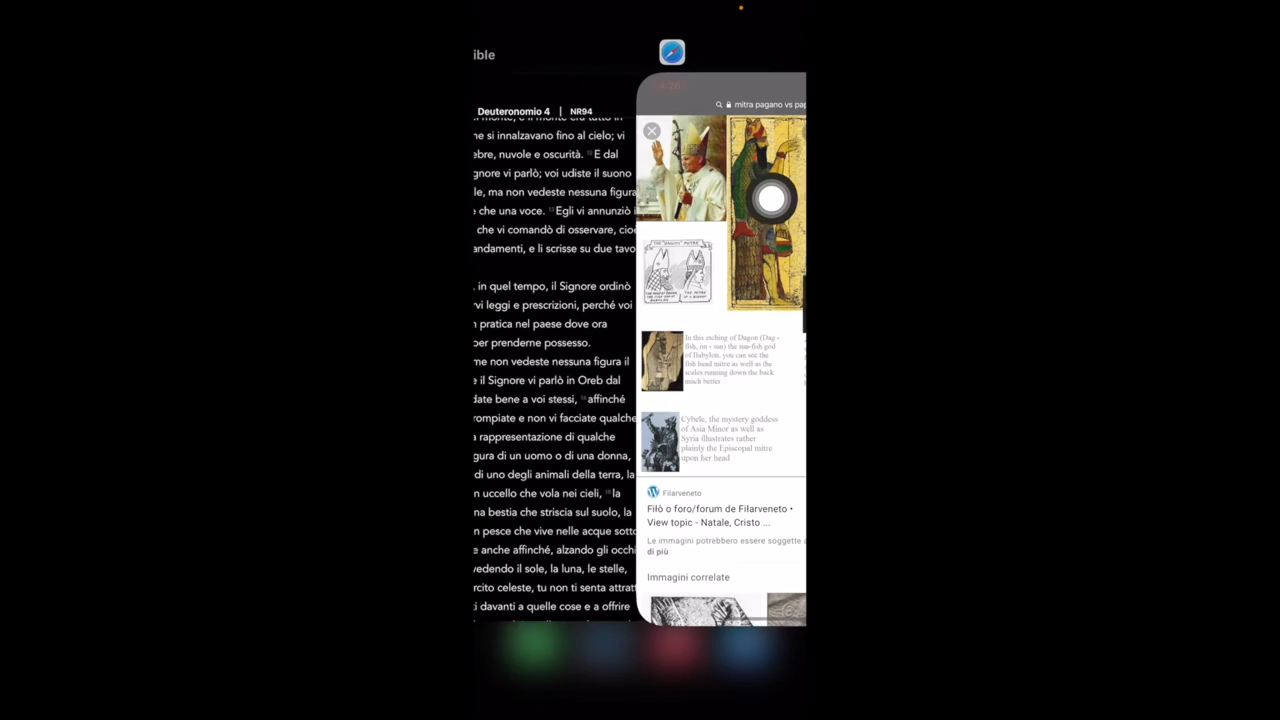 ible
Deuteronomio 4 | NR94
ne si innalzavano fino al cielo; vi
ebre, nuvole e oscurità. 12 E dal
gnore vi parlò; voi udiste il suono
le, ma non vedeste nessuna figura
e che una voce. 13 Egli vi annunziò i
che vi comandò di osservare, cioè
andamenti, e li scrisse su due tavo
, in quel tempo, il Signore ordinò
rvi leggi e prescrizioni, perché voi
n pratica nel paese dove ora
per prenderne possesso.
me non vedeste nessuna figura il
e il Signore vi parlò in Oreb dal
date bene a voi stessi, 16 affinché
rompiate e non vi facciate qualche
a rappresentazione di qualche
gura di un uomo o di una donna,
di uno degli animali della terra, la
n uccello che vola nei cieli, 18 la
na bestia che striscia sul suolo, la
n pesce che vive nelle acque sotto
e anche affinché, alzando gli occhi
vedendo il sole, la luna, le stelle,
rcito celeste, tu non ti senta attratt
ti davanti a quelle cose e a offrire
mitra pagano vs pap
In this etching of Dagon (Dag -
fish, on - sun) the sun-fish god
of Babylon, you can see the
fish head mitre as well as the
scales running down the back
much better
Cybele, the mystery goddess
of Asia Minor as well as
Syria illustrates rather
plainly the Episcopal mitre
upon her head
Filarveneto
Fiłò o foro/forum de Fiłarveneto •
View topic - Natale, Cristo ...
Le immagini potrebbero essere soggette a
di più
Immagini correlate